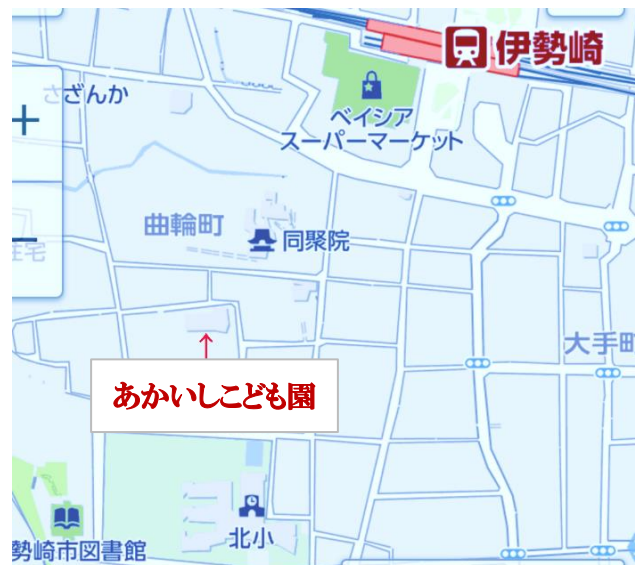 伊勢崎
さざんか
+
ベイシア
スーパーマーケット
曲輪町
同聚院
−
住宅
大手町
あかいしこども園
北小
勢崎市図書館